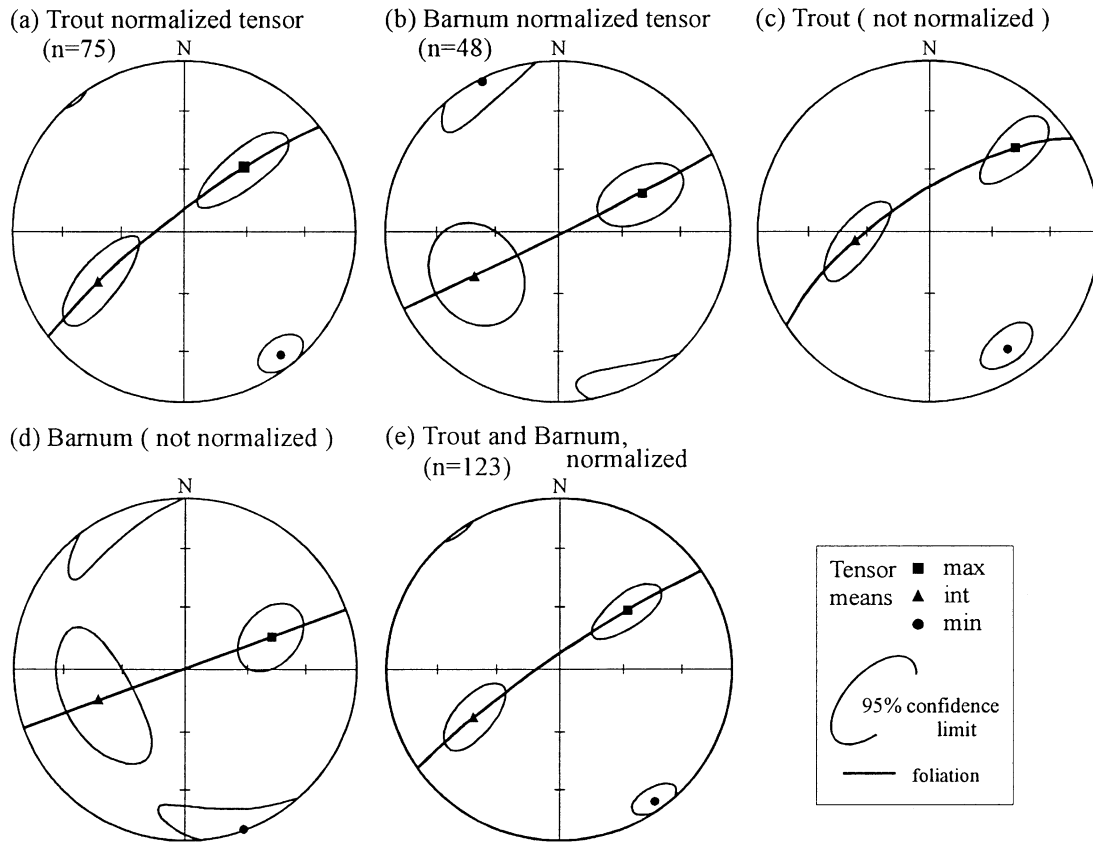 (a) Trout normalized tensor
(n=75)
N
(b) Barnum normalized tensor
(n=48)
N
(c) Trout ( not normalized )
N
(d) Barnum ( not normalized )
N
(e) Trout and Barnum,
(n=123) normalized
N
Tensor means
max
int
min
95% confidence
limit
foliation